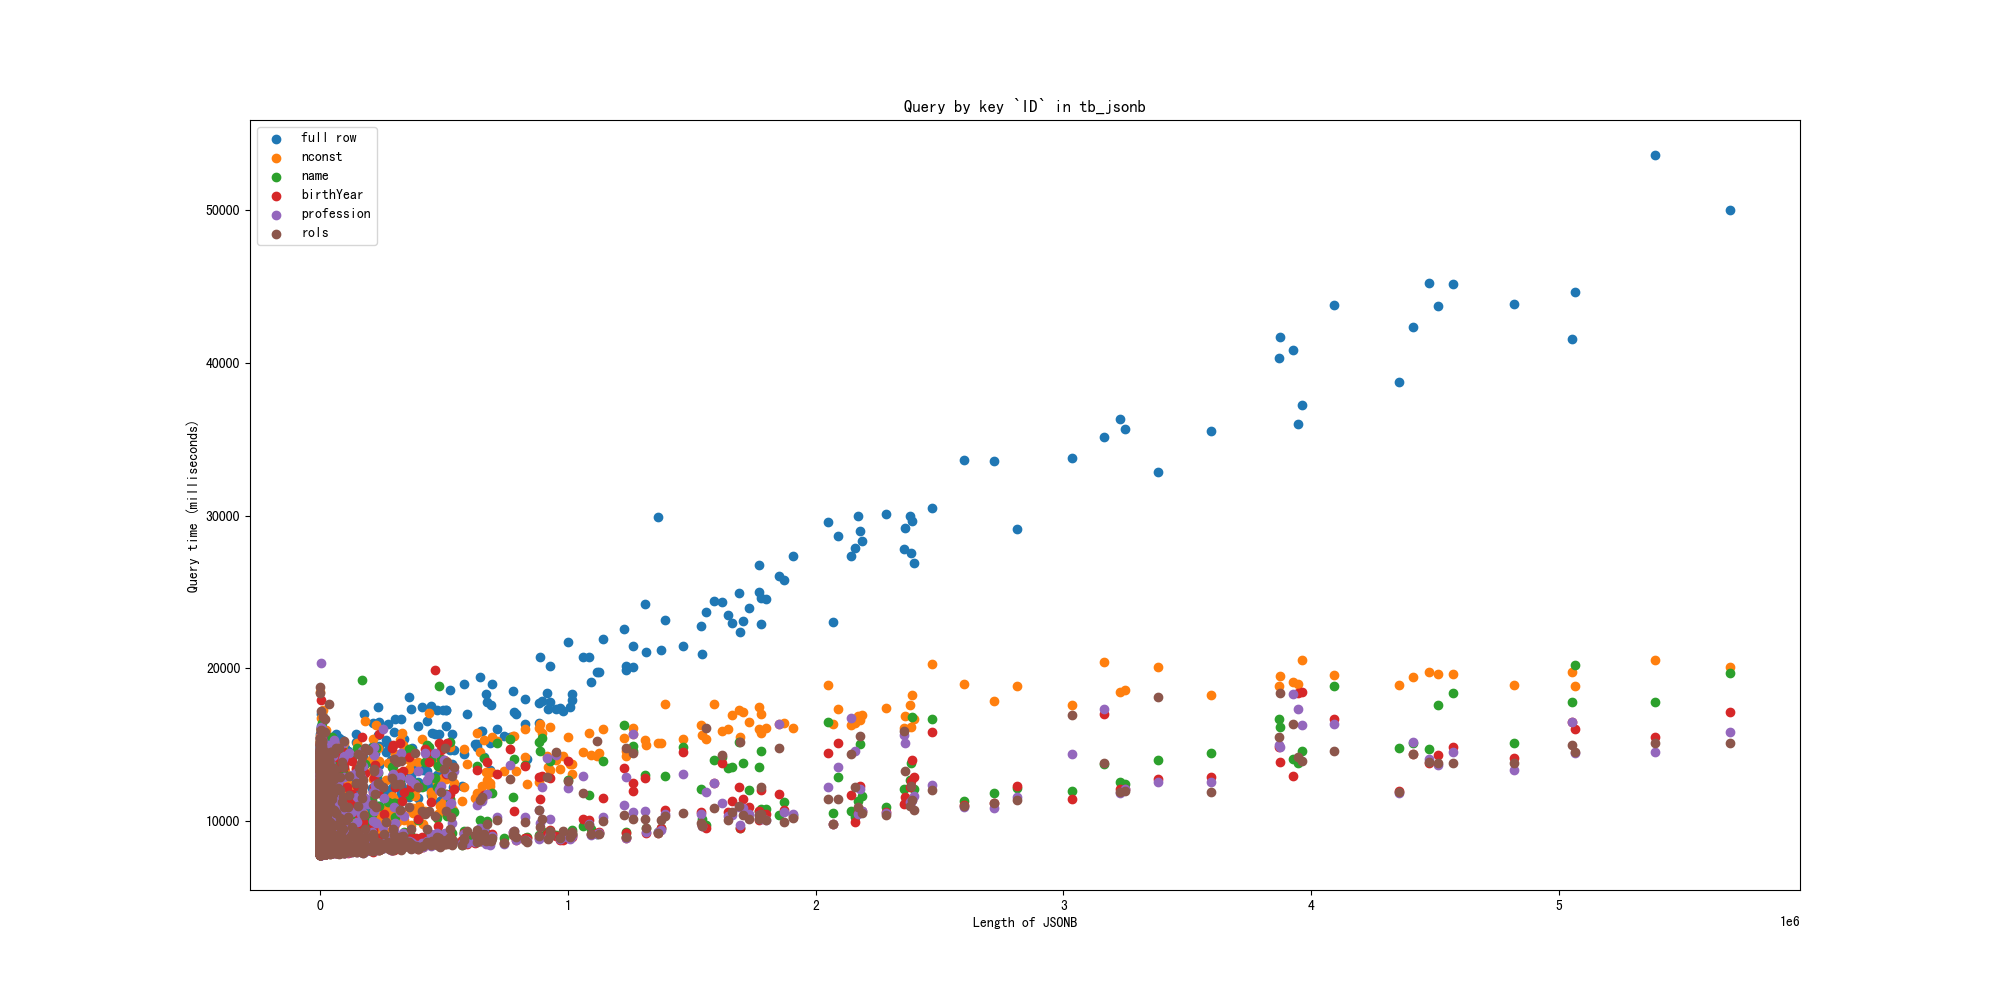 Query by key `ID` in tb_jsonb
full row
nconst
name
birthYear
profession
rols
Query time (milliseconds)
50000
40000
30000
20000
10000
0 1 2 3 4 5
1e6
Length of JSONB